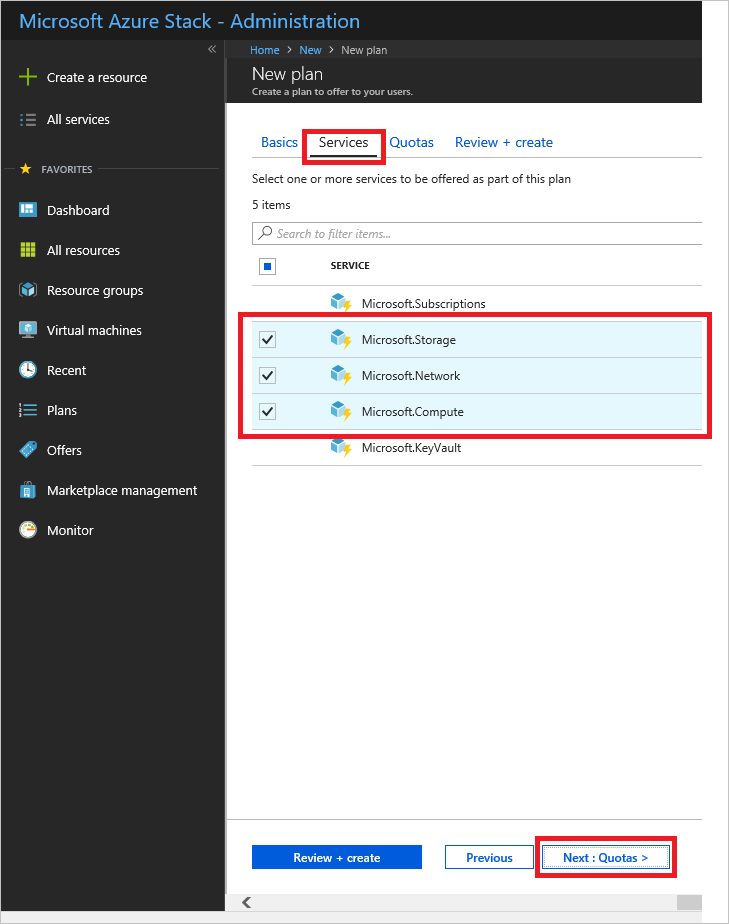 Microsoft Azure Stack - Administration
«
Create a resource
All services
FAVORITES
Dashboard
All resources
Resource groups
Virtual machines
Recent
Plans
Offers
Marketplace management
Monitor
Home > New > New plan
New plan
Create a plan to offer to your users.
Basics Services Quotas Review + create
Select one or more services to be offered as part of this plan
5 items
Search to filter items...
SERVICE
Microsoft.Subscriptions
Microsoft.Storage
Microsoft.Network
Microsoft.Compute
Microsoft.KeyVault
Review + create Previous Next : Quotas >